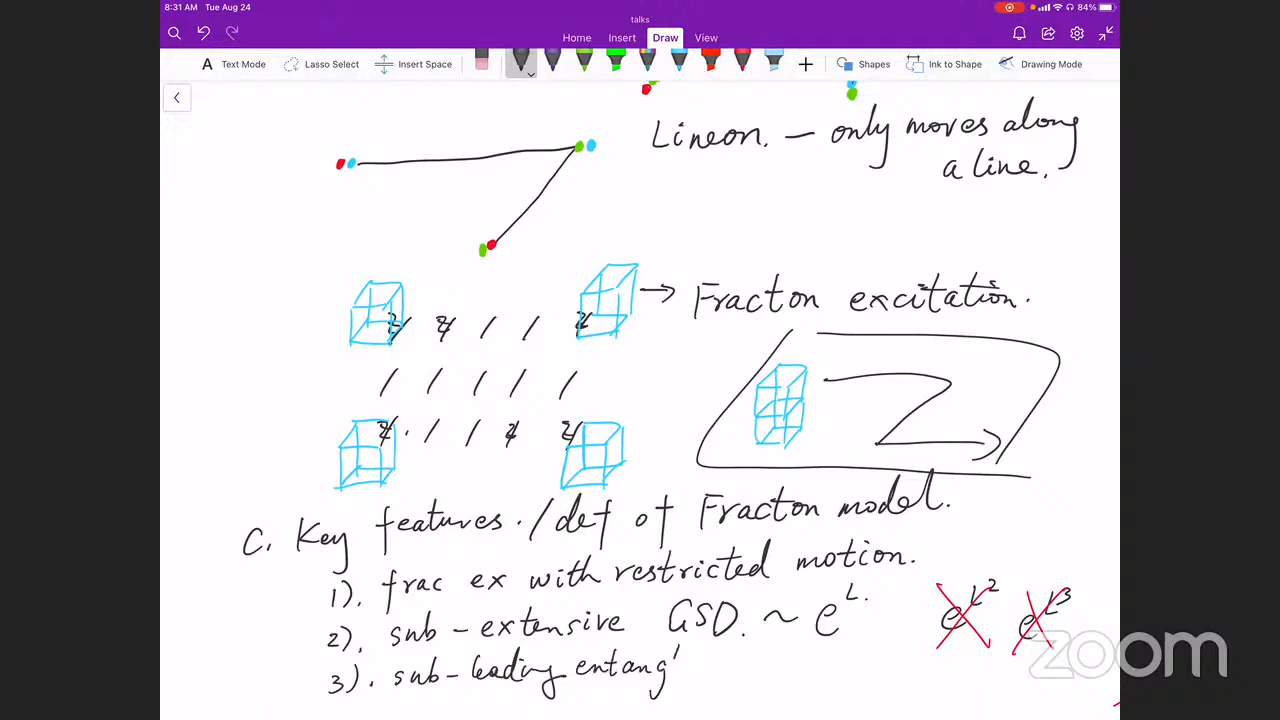 8:31 AM Tue Aug 24
84%
talks
Home Insert Draw View
Text Mode Lasso Select Insert Space Shapes Ink to Shape Drawing Mode
Lineon. — only moves along
a line.
→ Fracton excitation.
z z / / z
/ / / / /
z . / / z z
C. Key features. / def of Fracton model.
1). frac ex with restricted motion.
2). sub-extensive GSD. ~ e^L. e^L^2 e^L^3
3). sub-leading entang'
zoom